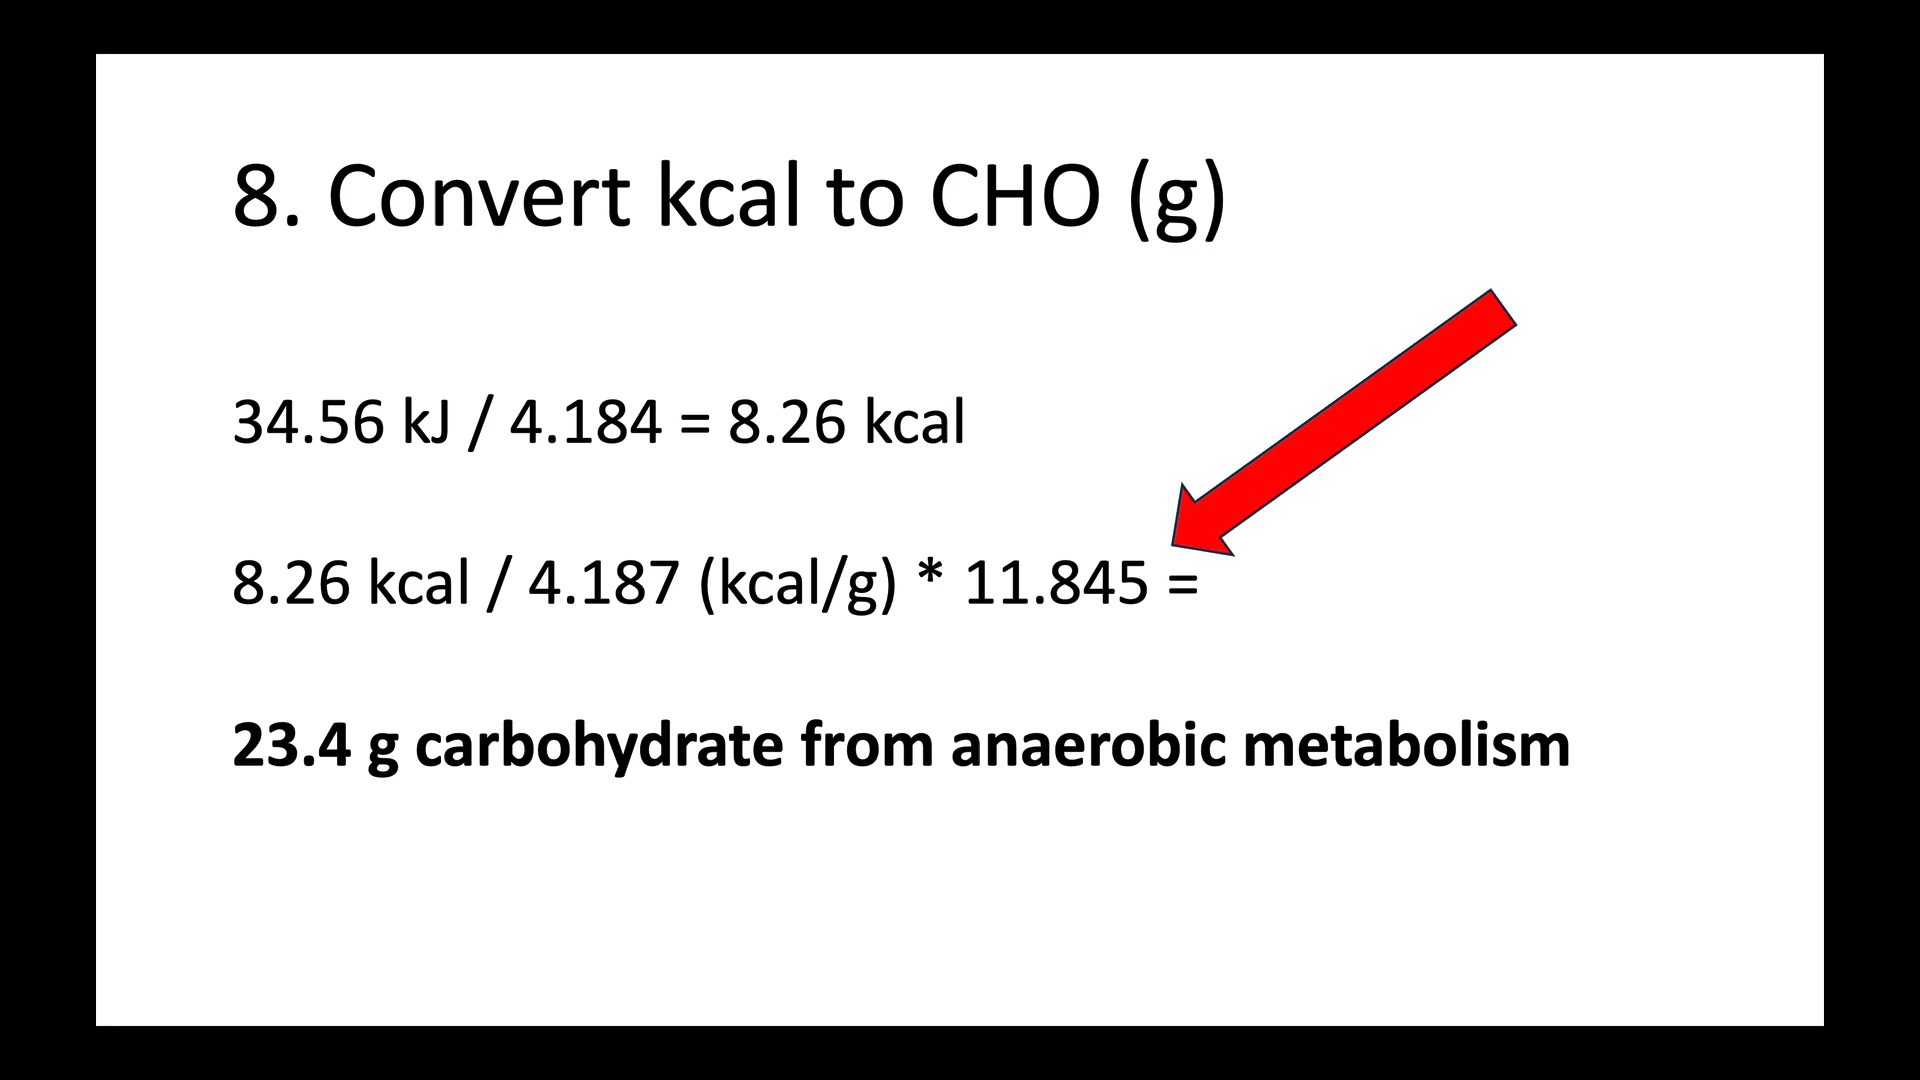 8. Convert kcal to CHO (g)
34.56 kJ / 4.184 = 8.26 kcal
8.26 kcal / 4.187 (kcal/g) * 11.845 =
23.4 g carbohydrate from anaerobic metabolism